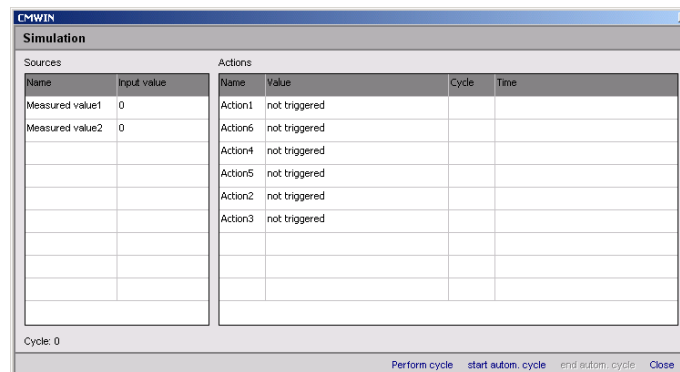 CMWIN
Simulation
Sources Actions
Name Input value Name Value Cycle Time
Measured value1 0 Action1 not triggered
Measured value2 0 Action6 not triggered
Action4 not triggered
Action5 not triggered
Action2 not triggered
Action3 not triggered
Cycle: 0
Perform cycle start autom. cycle end autom. cycle Close